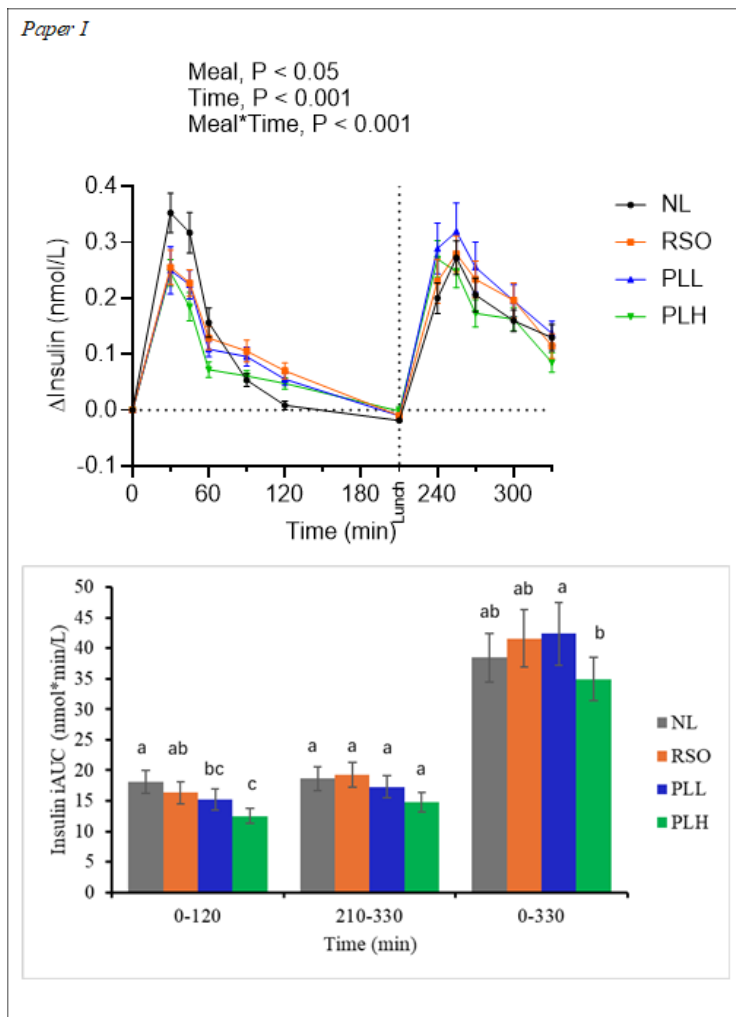 Paper I
Meal, P < 0.05
Time, P < 0.001
Meal*Time, P < 0.001
ΔInsulin (nmol/L)
0.4
0.3
0.2
0.1
0.0
-0.1
0
60
120
180
Lunch
240
300
Time (min)
NL
RSO
PLL
PLH
Insulin iAUC (nmol*min/L)
50
45
40
35
30
25
20
15
10
5
0
a
ab
bc
c
a
a
a
a
ab
ab
a
b
0-120
210-330
0-330
Time (min)
NL
RSO
PLL
PLH